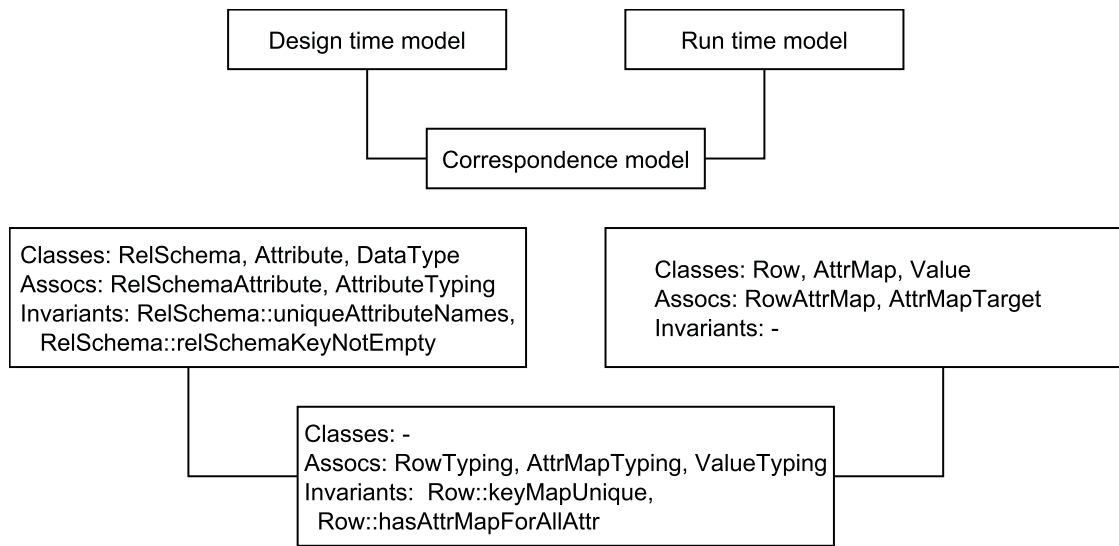 Design time model
Run time model
Correspondence model
Classes: RelSchema, Attribute, DataType
Assocs: RelSchemaAttribute, AttributeTyping
Invariants: RelSchema::uniqueAttributeNames,
RelSchema::relSchemaKeyNotEmpty
Classes: Row, AttrMap, Value
Assocs: RowAttrMap, AttrMapTarget
Invariants: -
Classes: -
Assocs: RowTyping, AttrMapTyping, ValueTyping
Invariants: Row::keyMapUnique,
Row::hasAttrMapForAllAttr